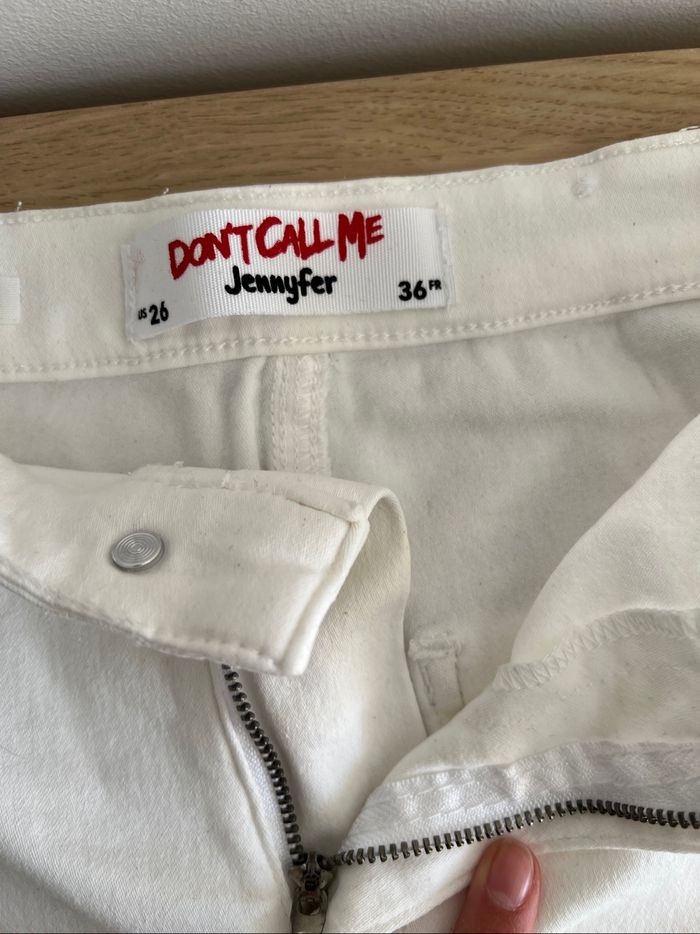 DON'T CALL ME
Jennyfer
US 26 36 FR